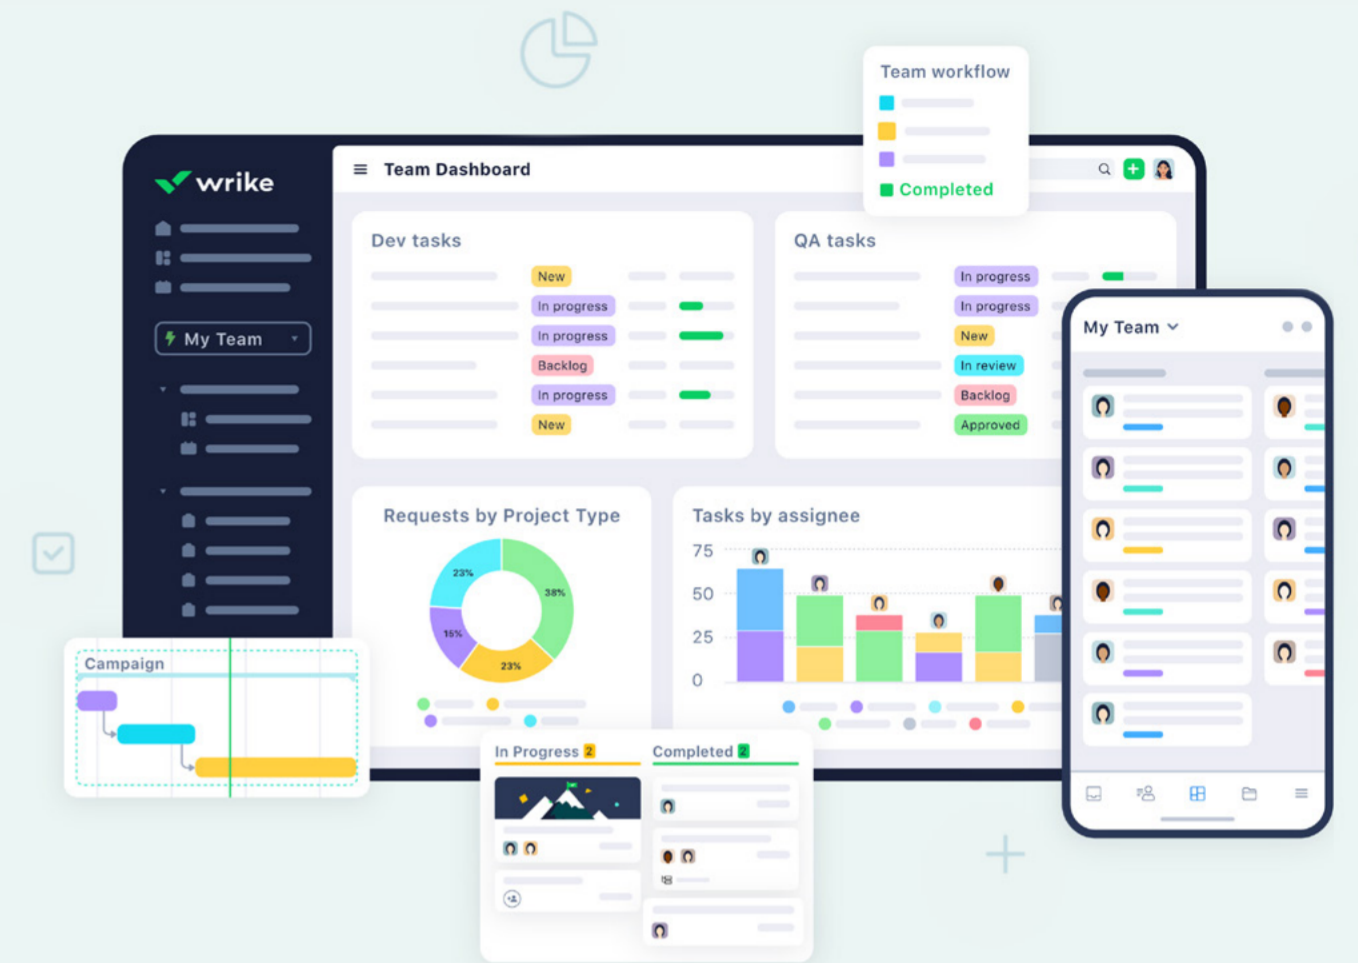 Team workflow
Completed
wrike
Team Dashboard
My Team
Dev tasks
New
In progress
In progress
Backlog
In progress
New
QA tasks
In progress
In progress
New
In review
Backlog
Approved
Requests by Project Type
23%
38%
15%
23%
Tasks by assignee
75
50
25
0
My Team
Campaign
In Progress 2
Completed 2